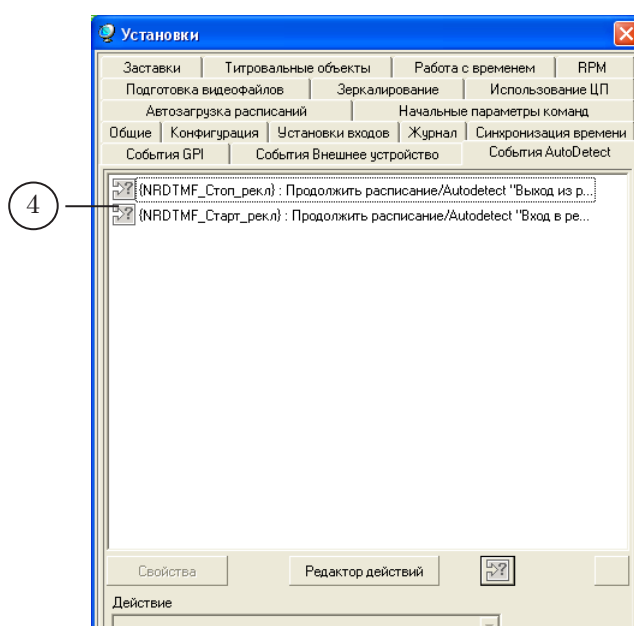 Установки
Заставки Титровальные объекты Работа с временем RPM
Подготовка видеофайлов Зеркалирование Использование ЦП
Автозагрузка расписаний Начальные параметры команд
Общие Конфигурация Установки входов Журнал Синхронизация времени
События GPI События Внешнее устройство События AutoDetect
{NRDTMF_Стоп_рекл} : Продолжить расписание/Autodetect "Выход из р...
4
{NRDTMF_Старт_рекл} : Продолжить расписание/Autodetect "Вход в ре...
Свойства Редактор действий
Действие